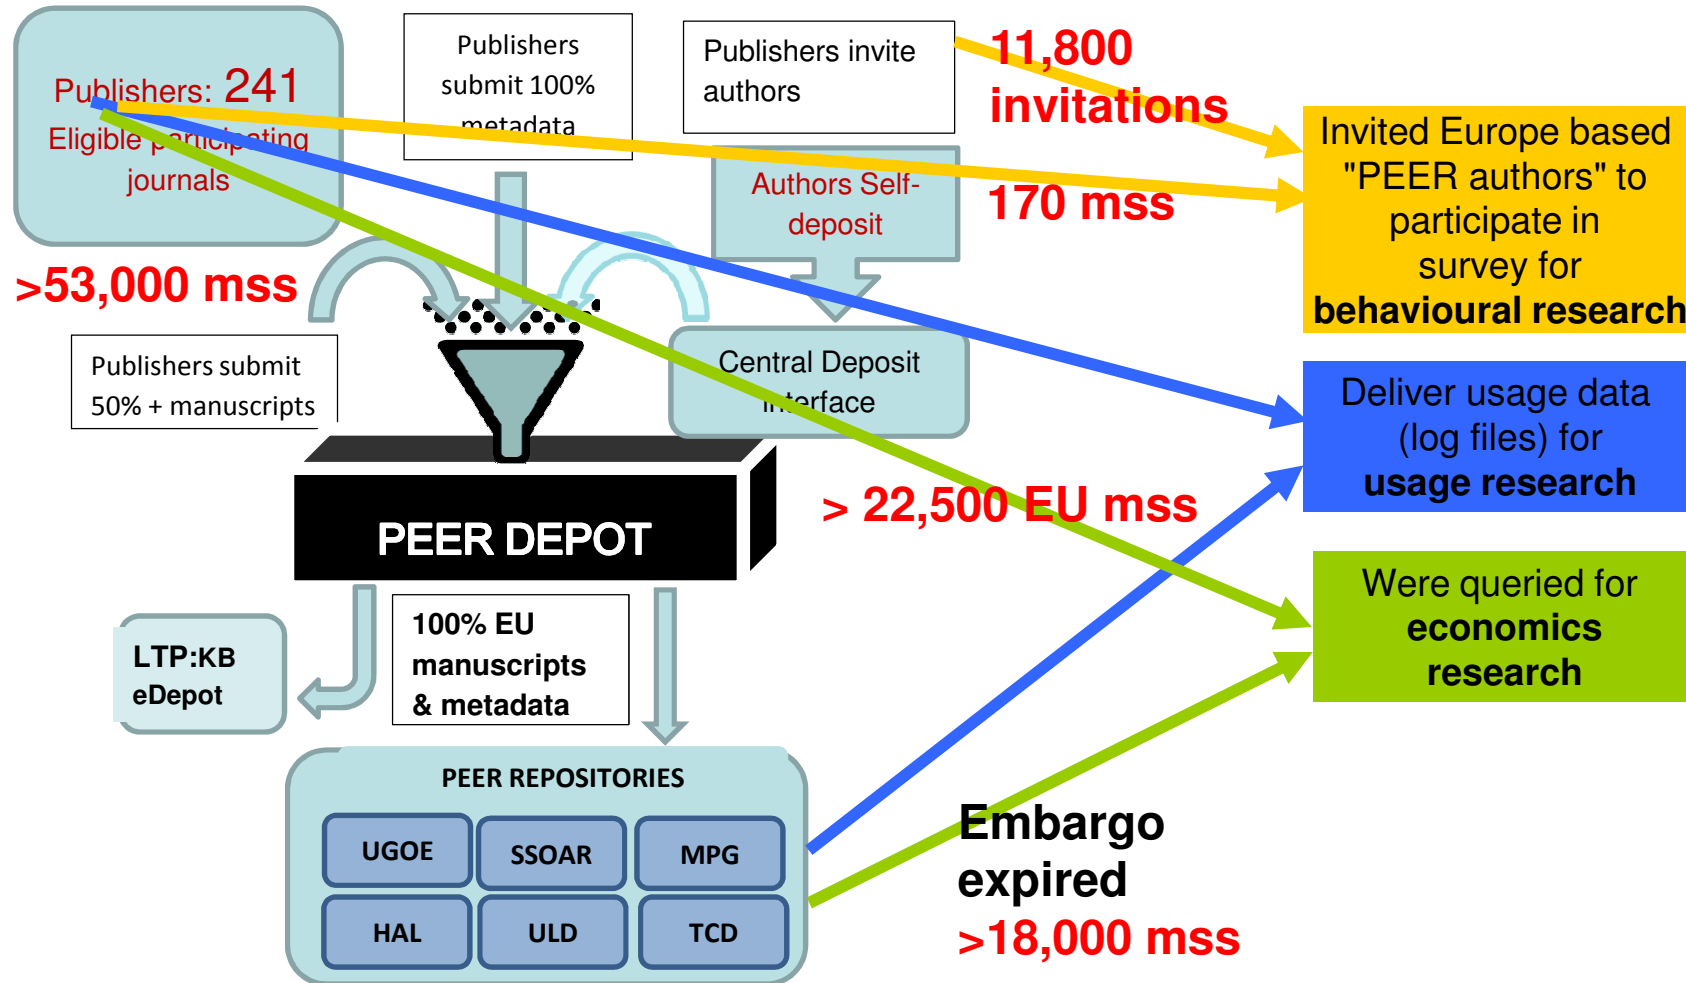 Publishers: 241
Eligible participating
journals
Publishers
submit 100%
metadata
Publishers invite
authors
11,800
invitations
Authors Self-
deposit
170 mss
Invited Europe based
"PEER authors" to
participate in
survey for
behavioural research
>53,000 mss
Publishers submit
50% + manuscripts
Central Deposit
interface
Deliver usage data
(log files) for
usage research
> 22,500 EU mss
PEER DEPOT
Were queried for
economics
research
LTP:KB
eDepot
100% EU
manuscripts
& metadata
PEER REPOSITORIES
UGOE
SSOAR
MPG
HAL
ULD
TCD
Embargo
expired
>18,000 mss